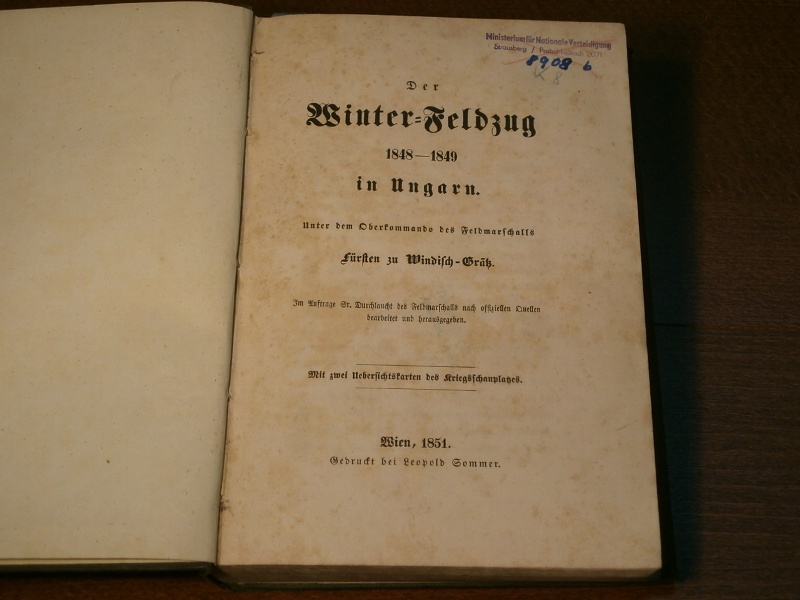 Ministerium für Nationale Verteidigung
Strausberg / Postschließfach
8908 b
K 8
Der
Winter-Feldzug
1848—1849
in Ungarn.
Unter dem Oberkommando des Feldmarschalls
Fürsten zu Windisch-Grätz.
Im Auftrage Sr. Durchlaucht des Feldmarschalls nach offiziellen Quellen
bearbeitet und herausgegeben.
Mit zwei Uebersichtskarten des Kriegsschauplatzes.
Wien, 1851.
Gedruckt bei Leopold Sommer.